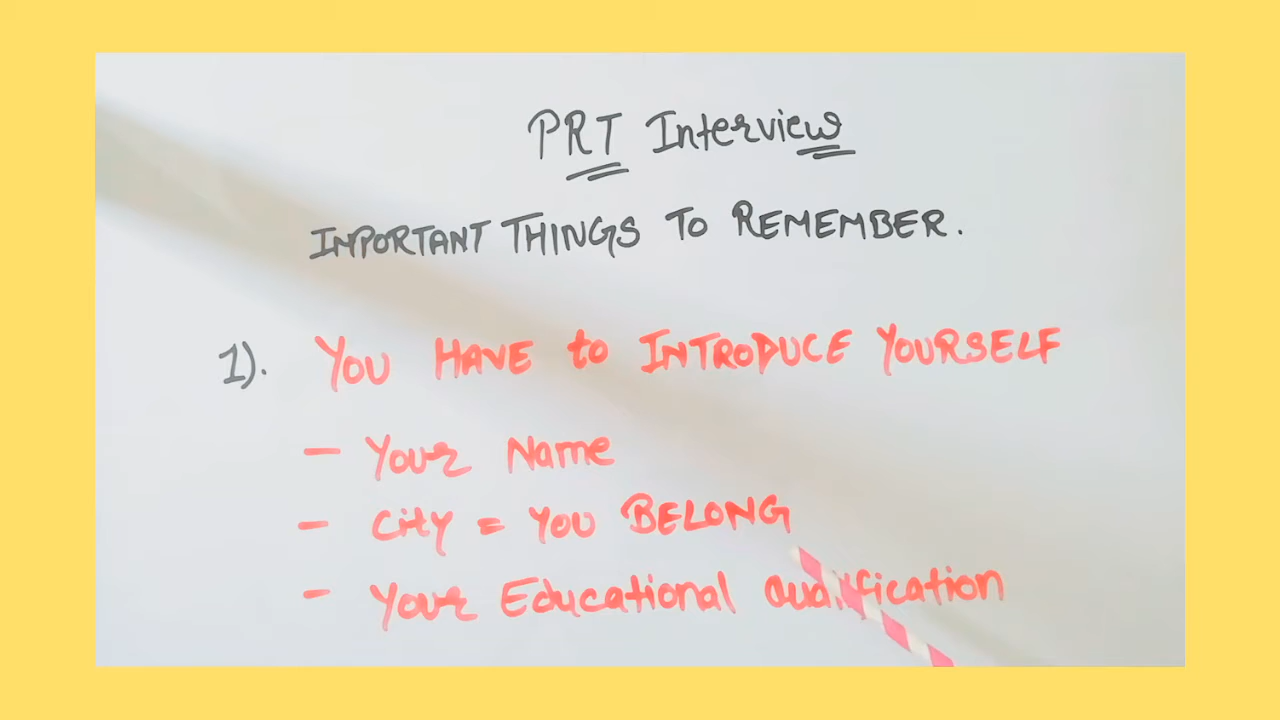 PRT Interview
INPORTANT THINGS TO REMEMBER.
1). YOU HAVE to INTRODUCE YOURSELF
- Your Name
- City = YOU BELONG
- Your Educational Qualification